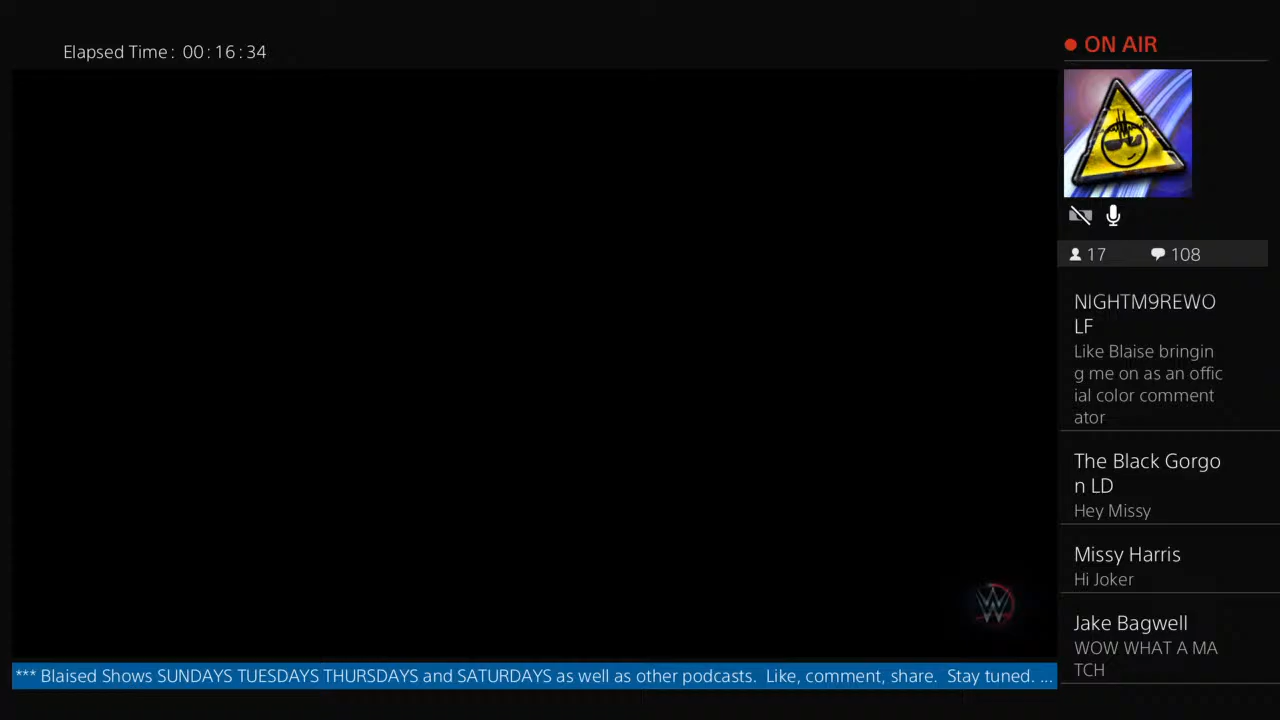 Elapsed Time: 00:16:34
ON AIR
17 108
NIGHTM9REWO
LF
Like Blaise bringin
g me on as an offic
ial color comment
ator
The Black Gorgo
n LD
Hey Missy
Missy Harris
Hi Joker
Jake Bagwell
WOW WHAT A MA
TCH
W
*** Blaised Shows SUNDAYS TUESDAYS THURSDAYS and SATURDAYS as well as other podcasts. Like, comment, share. Stay tuned. ...